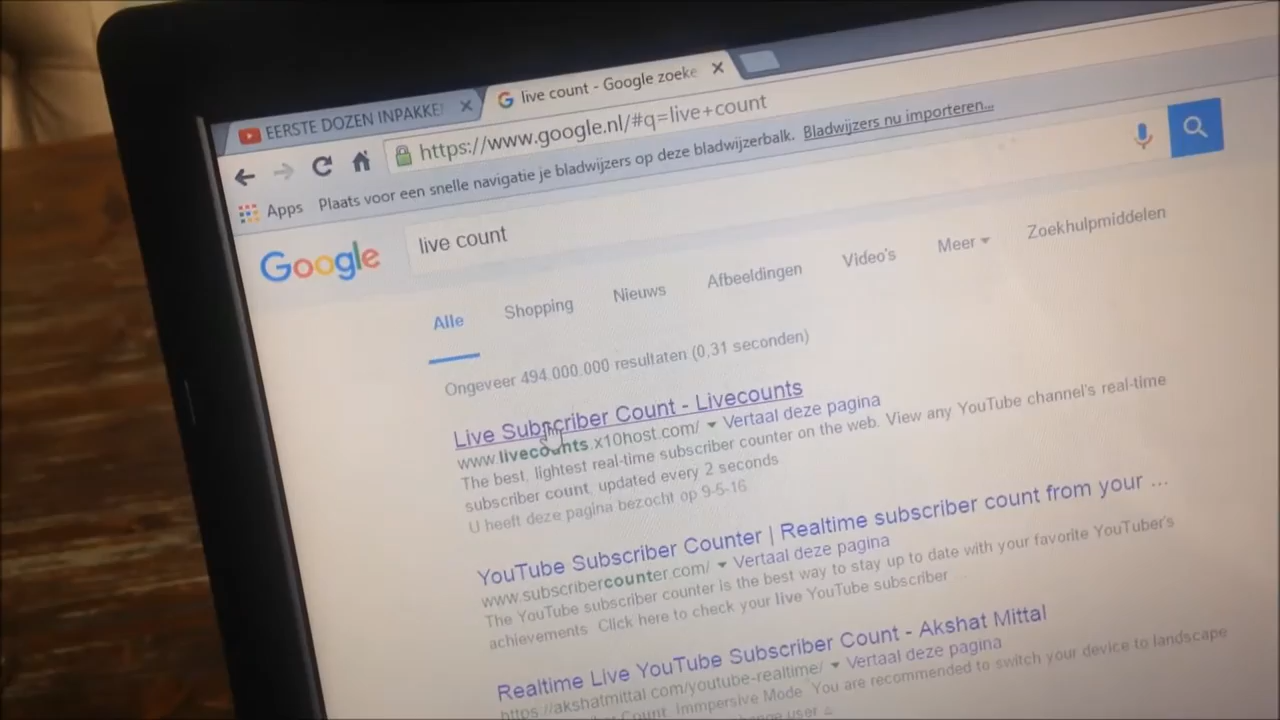 EERSTE DOZEN INPAKKE
live count - Google zoeke
https://www.google.nl/#q=live+count
Plaats voor een snelle navigatie je bladwijzers op deze bladwijzerbalk. Bladwijzers nu importeren...
Apps
Google
live count
Alle Shopping Nieuws Afbeeldingen Video's Meer Zoekhulpmiddelen
Ongeveer 494.000.000 resultaten (0,31 seconden)
Live Subscriber Count - Livecounts
www.livecounts.x10host.com/ Vertaal deze pagina
The best, lightest real-time subscriber counter on the web. View any YouTube channel's real-time
subscriber count, updated every 2 seconds
U heeft deze pagina bezocht op 9-5-16
YouTube Subscriber Counter | Realtime subscriber count from your ...
www.subscribercounter.com/ Vertaal deze pagina
The YouTube subscriber counter is the best way to stay up to date with your favorite YouTuber's
achievements. Click here to check your live YouTube subscriber
Realtime Live YouTube Subscriber Count - Akshat Mittal
https://akshatmittal.com/youtube-realtime/ Vertaal deze pagina
Count. Immpersive Mode. You are recommended to switch your device to landscape
user